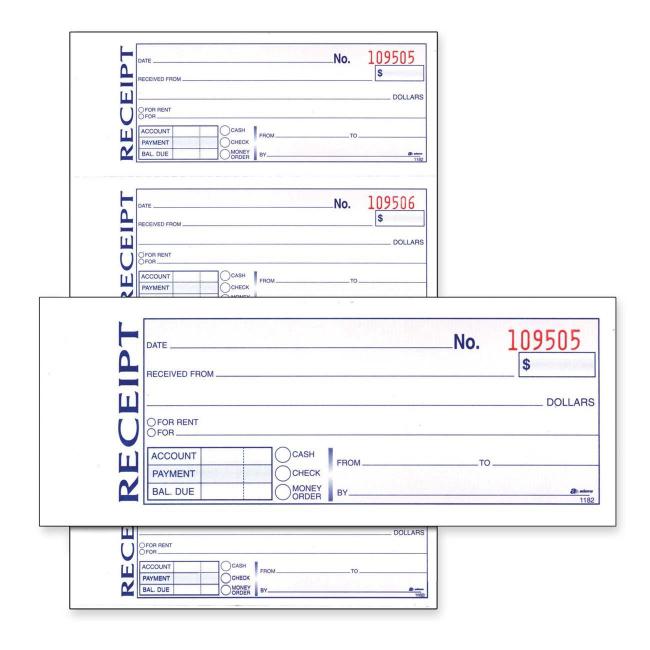 RECEIPT
DATE No. 109505
RECEIVED FROM $
DOLLARS
FOR RENT
FOR
ACCOUNT CASH
PAYMENT CHECK FROM TO
BAL. DUE MONEY ORDER BY adams
1182
RECEIPT
DATE No. 109506
RECEIVED FROM $
DOLLARS
FOR RENT
FOR
ACCOUNT CASH
PAYMENT CHECK FROM TO
RECEIPT
DATE No. 109505
RECEIVED FROM $
DOLLARS
FOR RENT
FOR
ACCOUNT CASH
PAYMENT CHECK FROM TO
BAL. DUE MONEY ORDER BY adams
1182
DOLLARS
FOR RENT
FOR
ACCOUNT CASH
PAYMENT CHECK FROM TO
BAL. DUE MONEY ORDER BY adams
1182